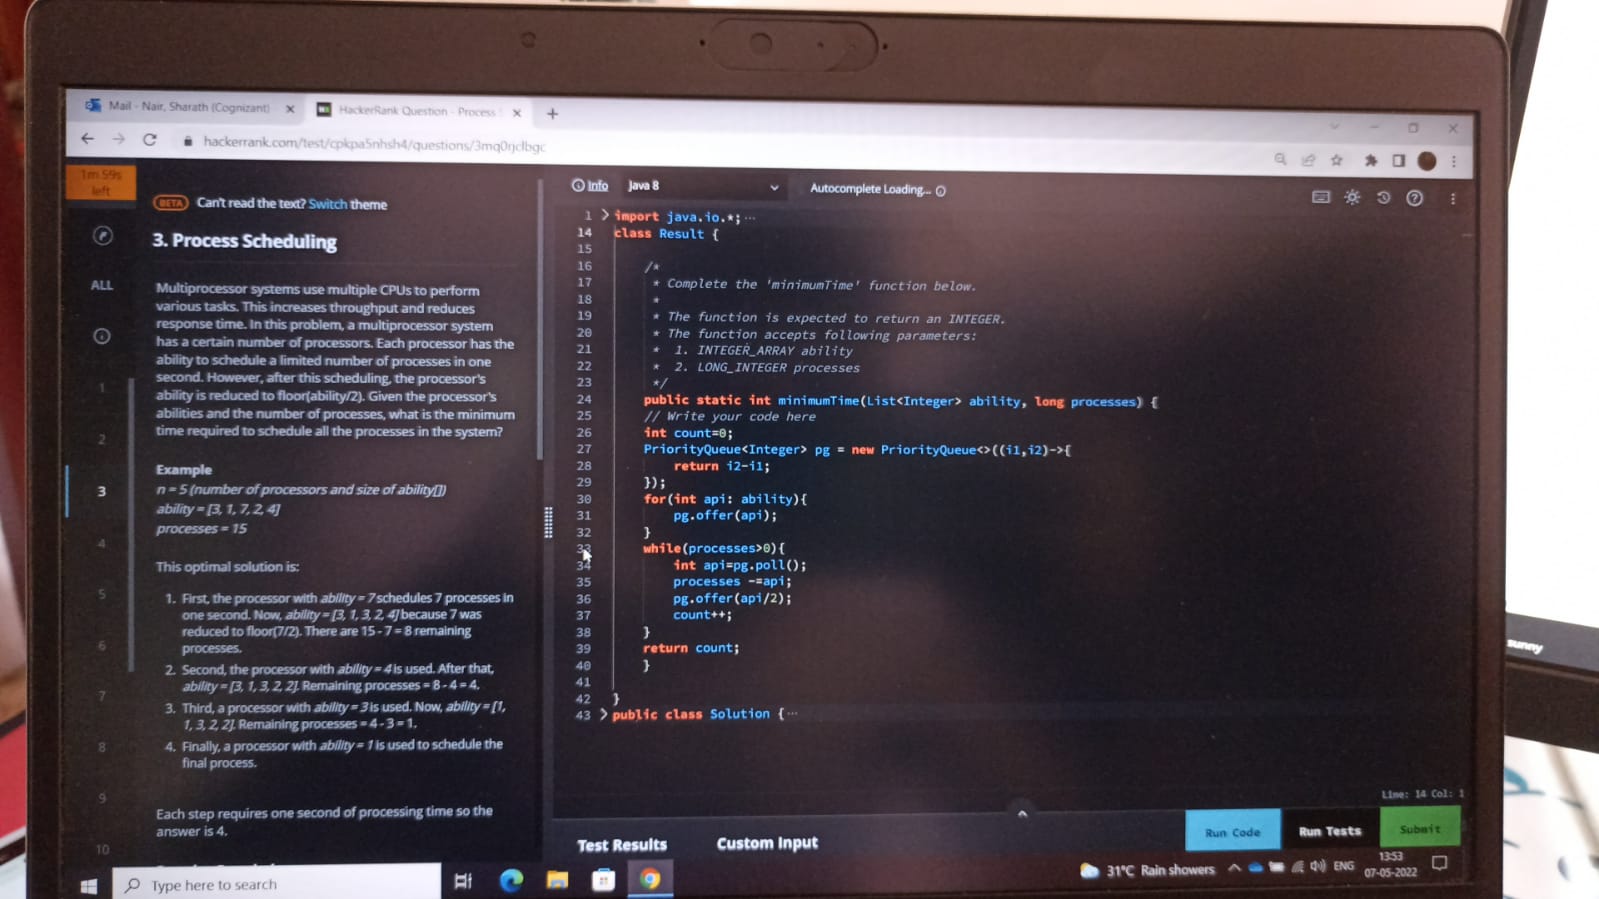 Mail - Nair, Sharath (Cognizant)
HackerRank Question - Process
hackerrank.com/test/cpkpa5nhsh4/questions/3mq0rjclbgc
1m 59s
left
BETA Can't read the text? Switch theme
3. Process Scheduling
ALL
Multiprocessor systems use multiple CPUs to perform
various tasks. This increases throughput and reduces
response time. In this problem, a multiprocessor system
has a certain number of processors. Each processor has the
ability to schedule a limited number of processes in one
second. However, after this scheduling, the processor's
ability is reduced to floor(ability/2). Given the processor's
abilities and the number of processes, what is the minimum
time required to schedule all the processes in the system?
Example
n = 5 (number of processors and size of ability[])
ability = [3, 1, 7, 2, 4]
processes = 15
This optimal solution is:
1. First, the processor with ability = 7 schedules 7 processes in
one second. Now, ability = [3, 1, 3, 2, 4] because 7 was
reduced to floor(7/2). There are 15 - 7 = 8 remaining
processes.
2. Second, the processor with ability = 4 is used. After that,
ability = [3, 1, 3, 2, 2]. Remaining processes = 8 - 4 = 4.
3. Third, a processor with ability = 3 is used. Now, ability = [1,
1, 3, 2, 2]. Remaining processes = 4 - 3 = 1.
4. Finally, a processor with ability = 1 is used to schedule the
final process.
Each step requires one second of processing time so the
answer is 4.
1
2
3
4
5
6
7
8
9
10
Info Java 8 Autocomplete Loading...
1 import java.io.*; ...
14 class Result {
15
16 /*
17 * Complete the 'minimumTime' function below.
18 *
19 * The function is expected to return an INTEGER.
20 * The function accepts following parameters:
21 * 1. INTEGER_ARRAY ability
22 * 2. LONG_INTEGER processes
23 */
24 public static int minimumTime(List<Integer> ability, long processes) {
25 // Write your code here
26 int count=0;
27 PriorityQueue<Integer> pg = new PriorityQueue<>((i1,i2)->{
28 return i2-i1;
29 });
30 for(int api: ability){
31 pg.offer(api);
32 }
33 while(processes>0){
34 int api=pg.poll();
35 processes -=api;
36 pg.offer(api/2);
37 count++;
38 }
39 return count;
40 }
41
42 }
43 public class Solution { ...
Line: 14 Col: 1
Test Results Custom Input Run Code Run Tests Submit
Type here to search
31°C Rain showers ENG
13:53
07-05-2022
sunny